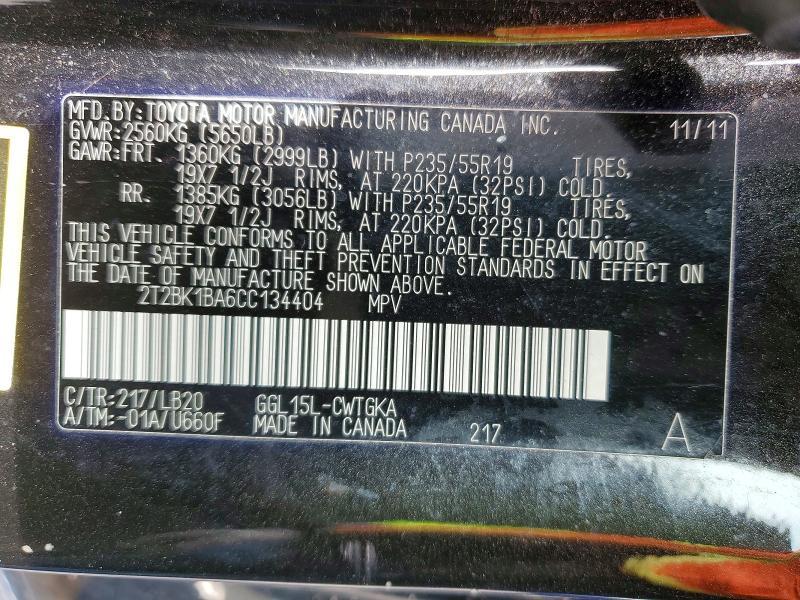 MFD. BY: TOYOTA MOTOR MANUFACTURING CANADA INC. 11/11
GVWR: 2560KG (5650LB)
GAWR: FRT. 1360KG (2999LB) WITH P235/55R19 TIRES,
19X7 1/2J RIMS, AT 220KPA (32PSI) COLD.
RR. 1385KG (3056LB) WITH P235/55R19 TIRES,
19X7 1/2J RIMS, AT 220KPA (32PSI) COLD.
THIS VEHICLE CONFORMS TO ALL APPLICABLE FEDERAL MOTOR
VEHICLE SAFETY AND THEFT PREVENTION STANDARDS IN EFFECT ON
THE DATE OF MANUFACTURE SHOWN ABOVE.
2T2BK1BA6CC134404 MPV
C/TR: 217/LB20 GGL15L-CWTGKA
A/TM: -01A/U660F MADE IN CANADA 217 A